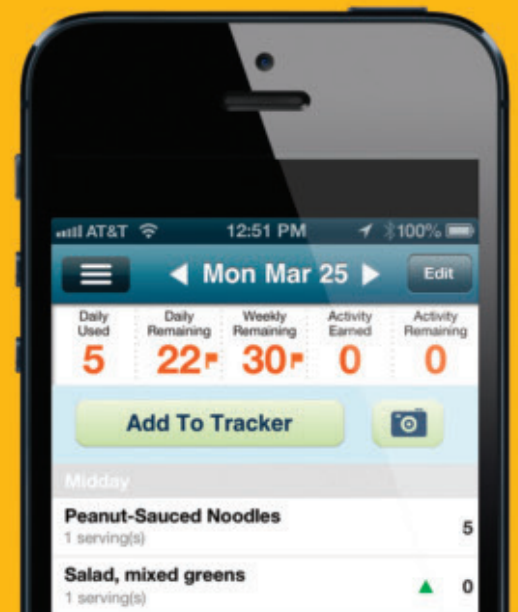 AT&T 12:51 PM 100%
Mon Mar 25 Edit
Daily Used Daily Remaining Weekly Remaining Activity Earned Activity Remaining
5 22 30 0 0
Add To Tracker
Midday
Peanut-Sauced Noodles 5
1 serving(s)
Salad, mixed greens 0
1 serving(s)